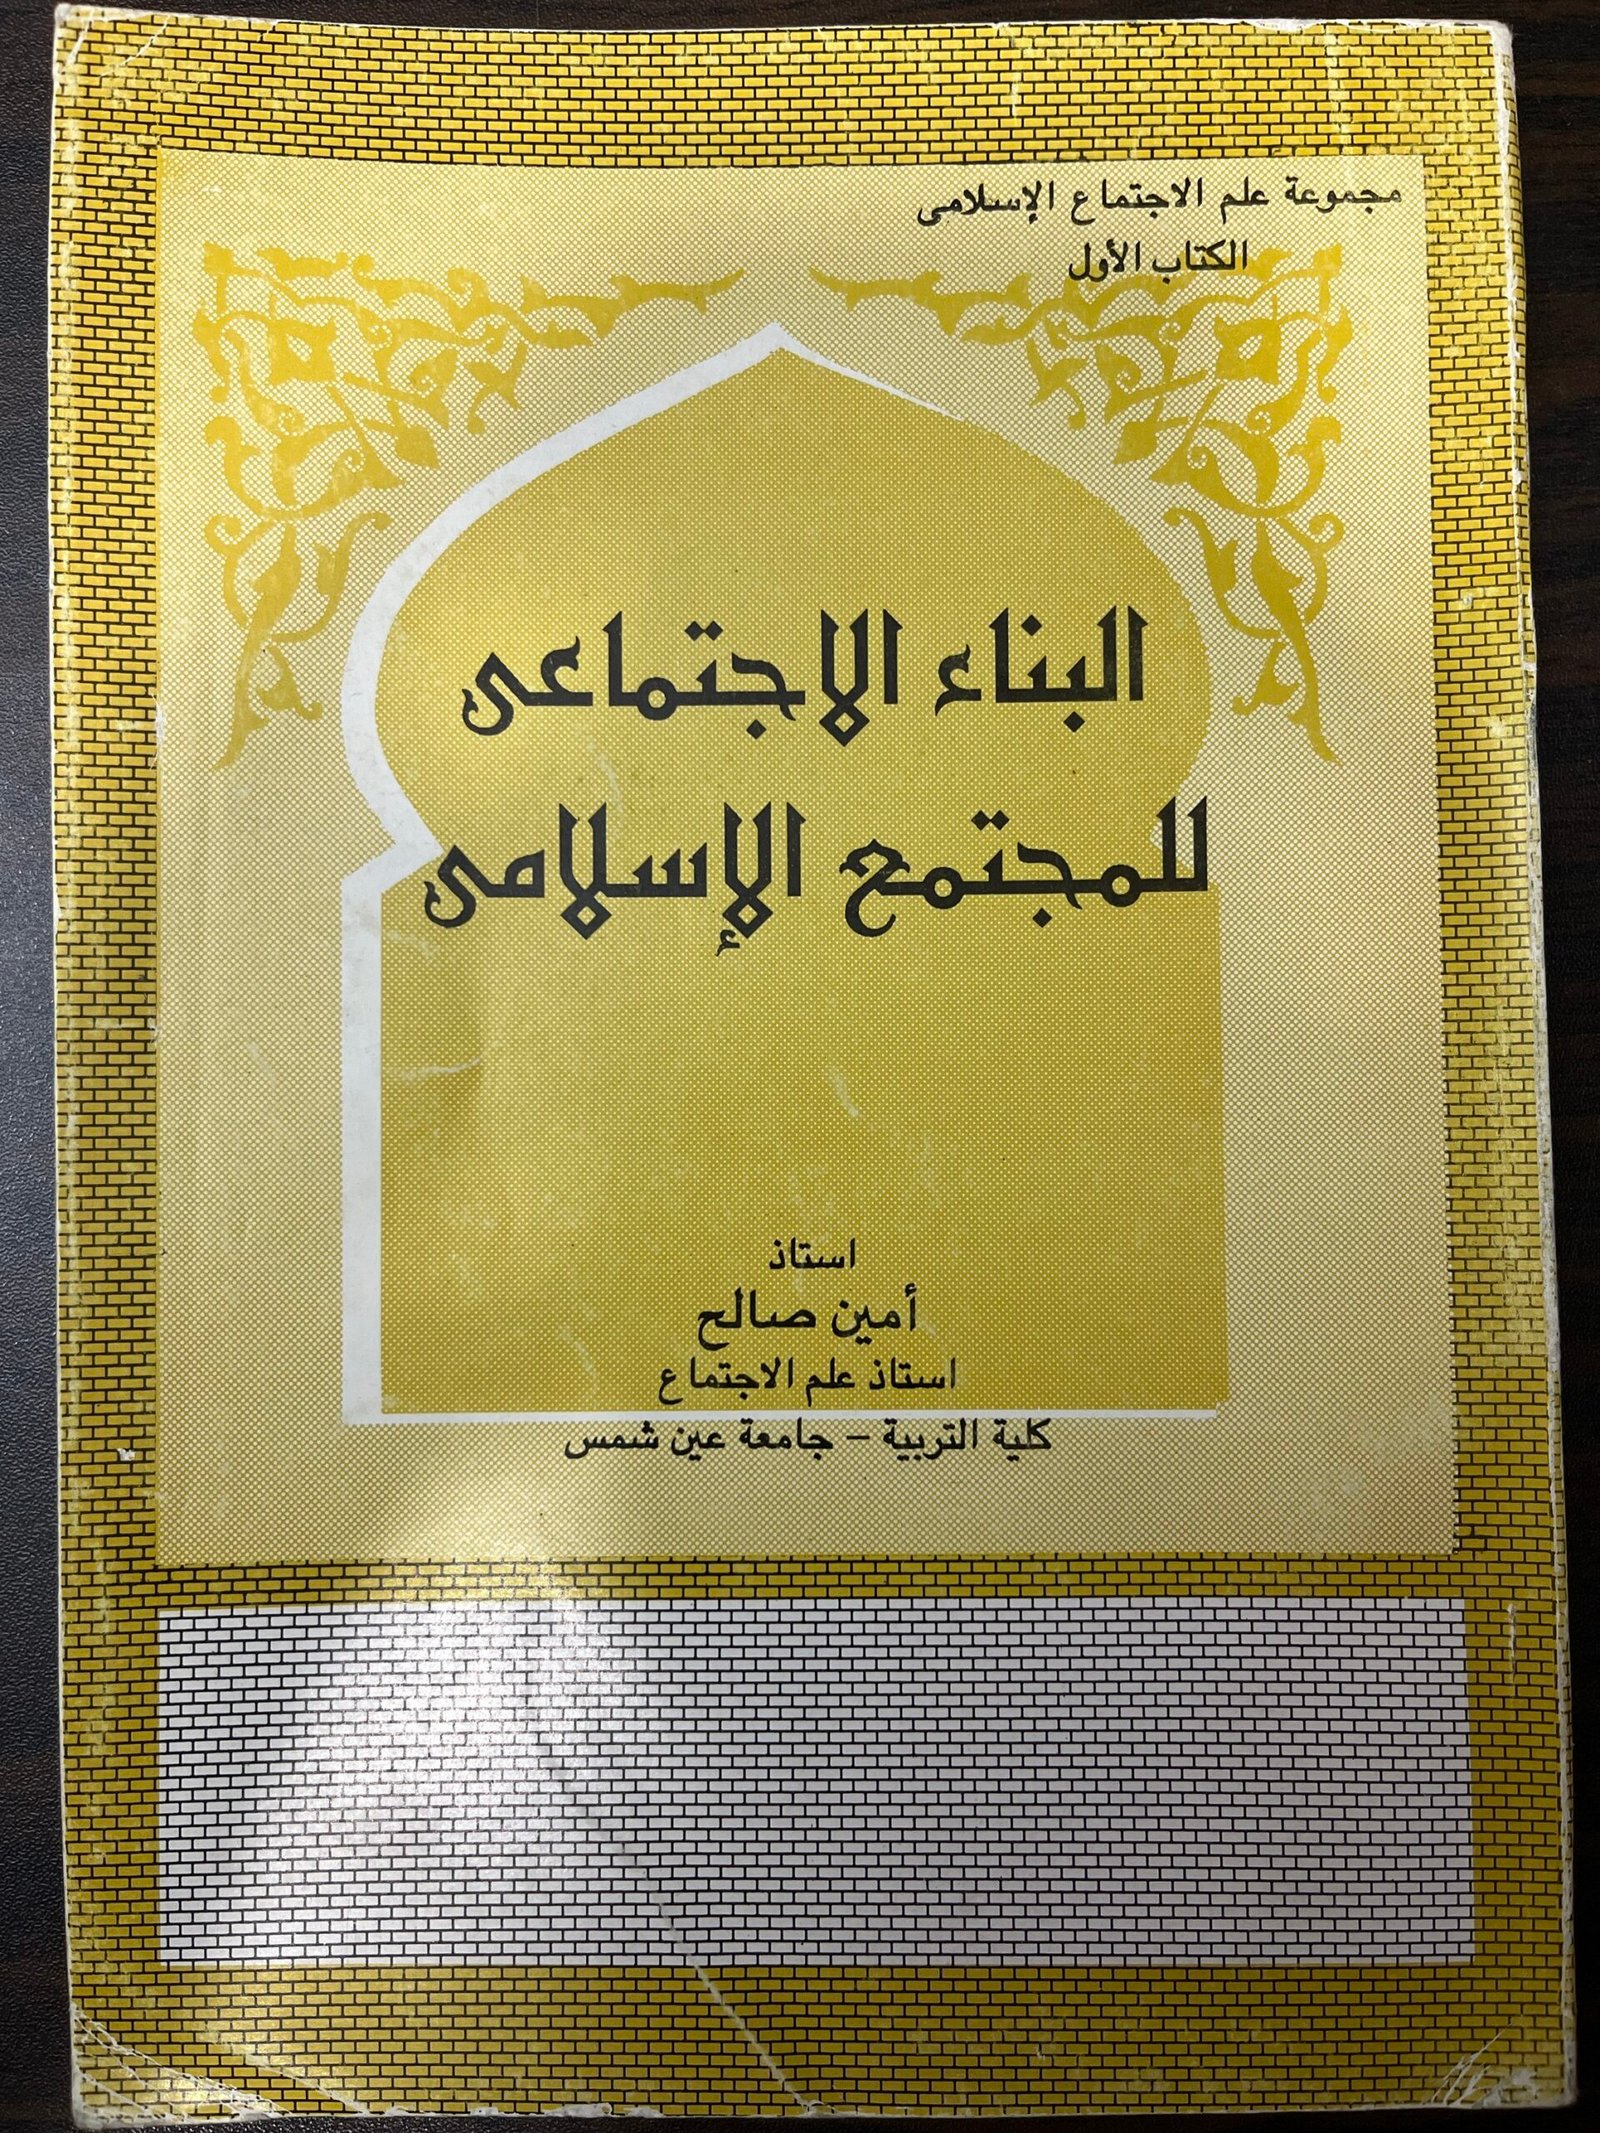 مجموعة علم الاجتماع الإسلامى
الكتاب الأول
البناء الاجتماعى
للمجتمع الإسلامى
استاذ
أمين صالح
استاذ علم الاجتماع
كلية التربية – جامعة عين شمس